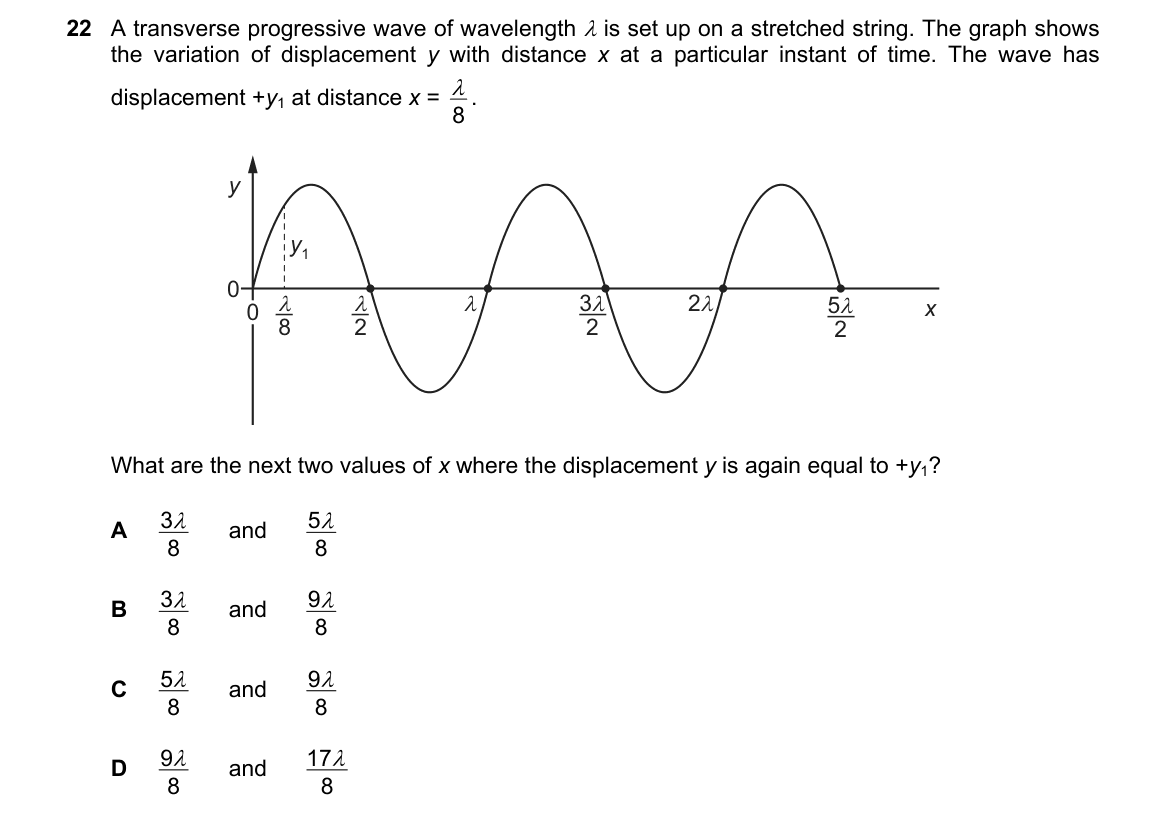 22 A transverse progressive wave of wavelength λ is set up on a stretched string. The graph shows
the variation of displacement y with distance x at a particular instant of time. The wave has
displacement +y₁ at distance x = λ/8.
y
y₁
0
0 λ/8 λ/2 λ 3λ/2 2λ 5λ/2 x
What are the next two values of x where the displacement y is again equal to +y₁?
A 3λ/8 and 5λ/8
B 3λ/8 and 9λ/8
C 5λ/8 and 9λ/8
D 9λ/8 and 17λ/8